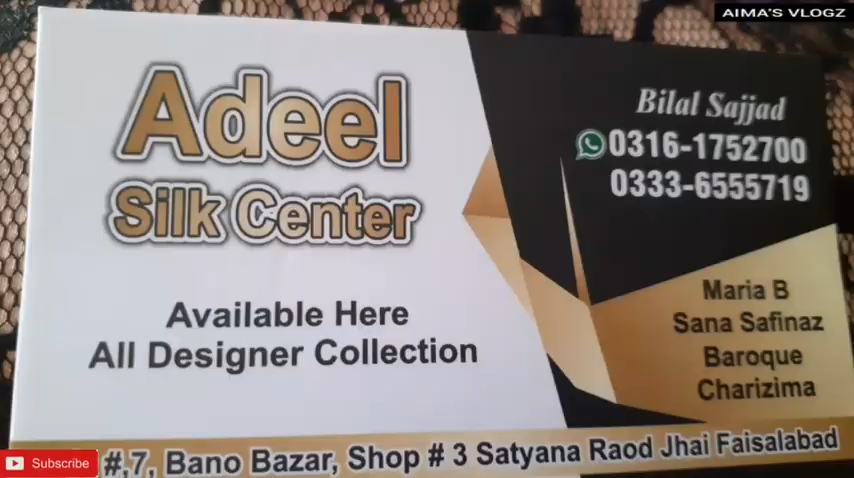 AIMA'S VLOGZ
Adeel
Silk Center
Available Here
All Designer Collection
Bilal Sajjad
0316-1752700
0333-6555719
Maria B
Sana Safinaz
Baroque
Charizima
#,7, Bano Bazar, Shop # 3 Satyana Raod Jhai Faisalabad
Subscribe